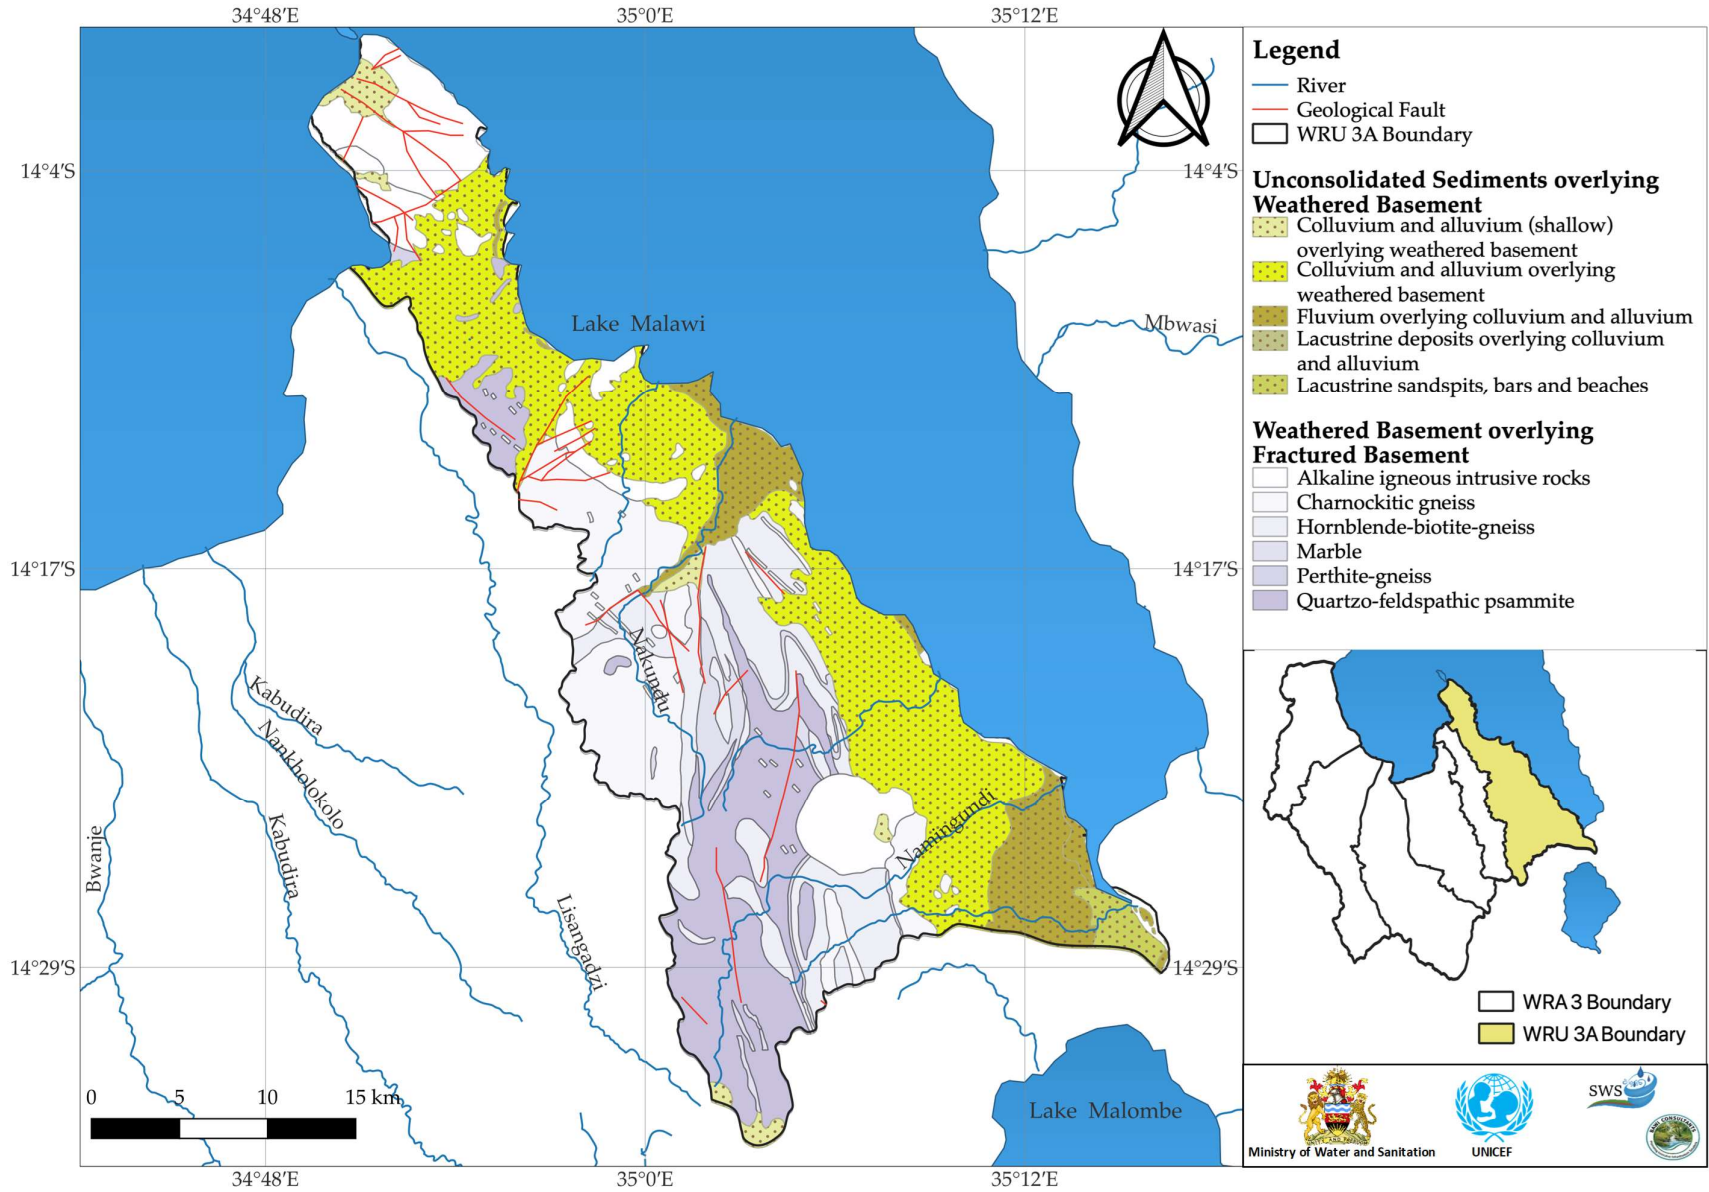 34°48′E
35°0′E
35°12′E
14°4′S
14°4′S
14°17′S
14°17′S
14°29′S
14°29′S
34°48′E
35°0′E
35°12′E
Lake Malawi
Mbwasi
Nakundu
Kabudira
Nankholokolo
Kabudira
Bwanje
Lisangadzi
Namingundi
Lake Malombe
0
5
10
15 km
Legend
River
Geological Fault
WRU 3A Boundary
Unconsolidated Sediments overlying
Weathered Basement
Colluvium and alluvium (shallow)
overlying weathered basement
Colluvium and alluvium overlying
weathered basement
Fluvium overlying colluvium and alluvium
Lacustrine deposits overlying colluvium
and alluvium
Lacustrine sandspits, bars and beaches
Weathered Basement overlying
Fractured Basement
Alkaline igneous intrusive rocks
Charnockitic gneiss
Hornblende-biotite-gneiss
Marble
Perthite-gneiss
Quartzo-feldspathic psammite
WRA 3 Boundary
WRU 3A Boundary
Ministry of Water and Sanitation
UNICEF
SWS